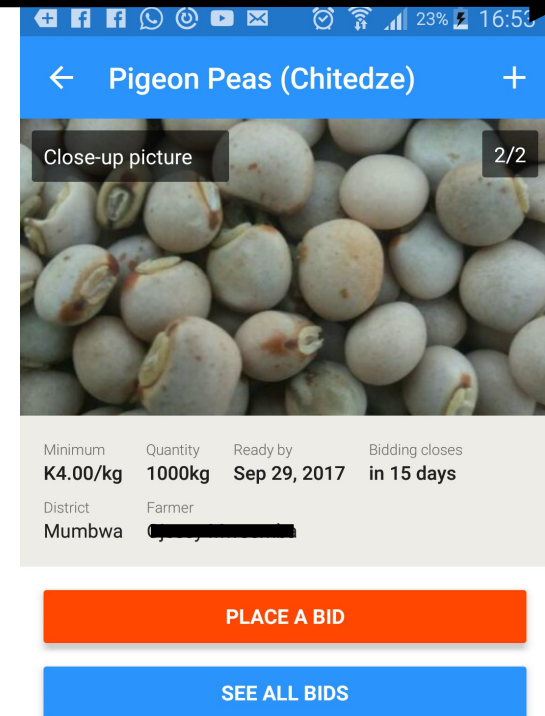 23% 16:53
Pigeon Peas (Chitedze)
Close-up picture 2/2
Minimum Quantity Ready by Bidding closes
K4.00/kg 1000kg Sep 29, 2017 in 15 days
District Farmer
Mumbwa
PLACE A BID
SEE ALL BIDS